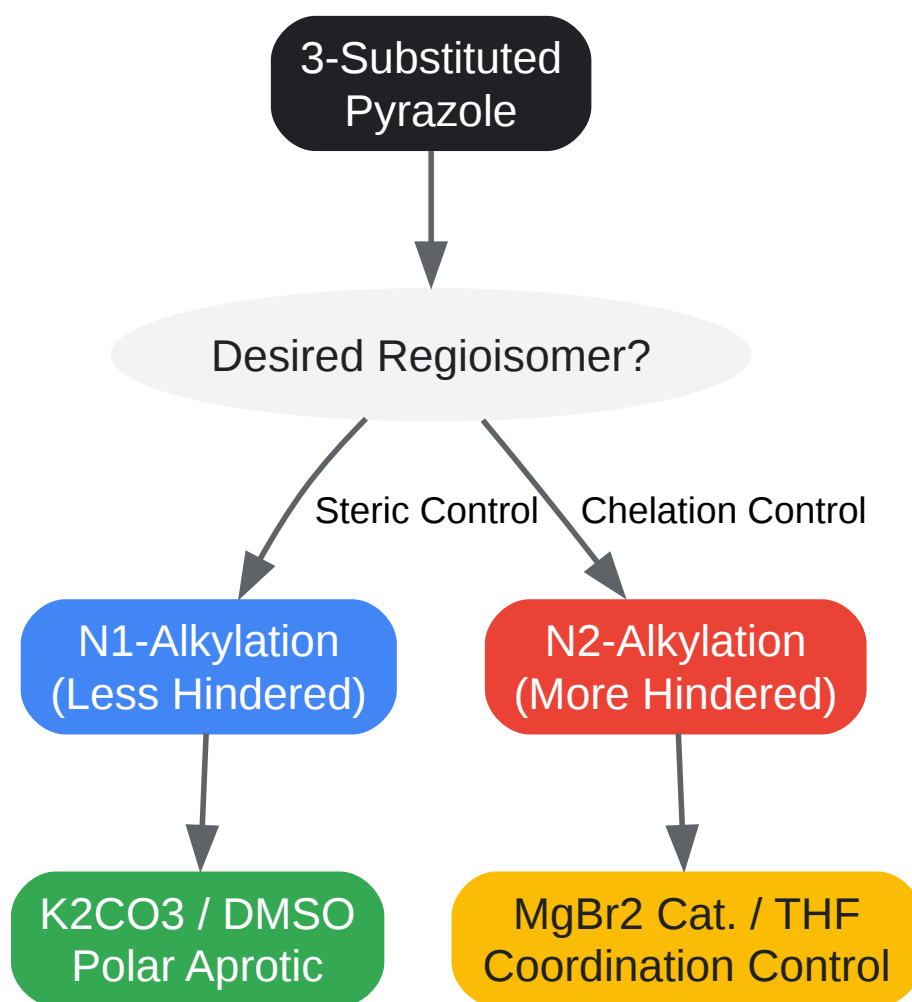 3-Substituted
Pyrazole
Desired Regioisomer?
Steric Control
Chelation Control
N1-Alkylation
(Less Hindered)
N2-Alkylation
(More Hindered)
K2CO3 / DMSO
Polar Aprotic
MgBr2 Cat. / THF
Coordination Control